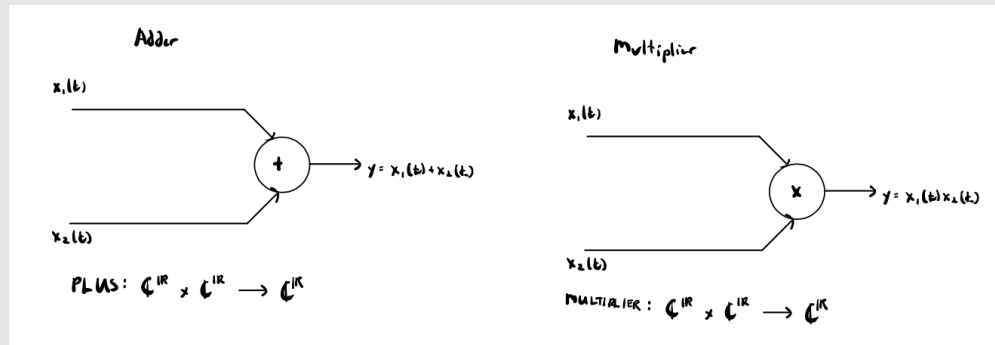 Adder
x₁(t)
+
y = x₁(t) + x₂(t)
x₂(t)
PLUS: ℂ^ℝ × ℂ^ℝ → ℂ^ℝ
Multiplier
x₁(t)
x
y = x₁(t) x₂(t)
x₂(t)
MULTIPLIER: ℂ^ℝ × ℂ^ℝ → ℂ^ℝ